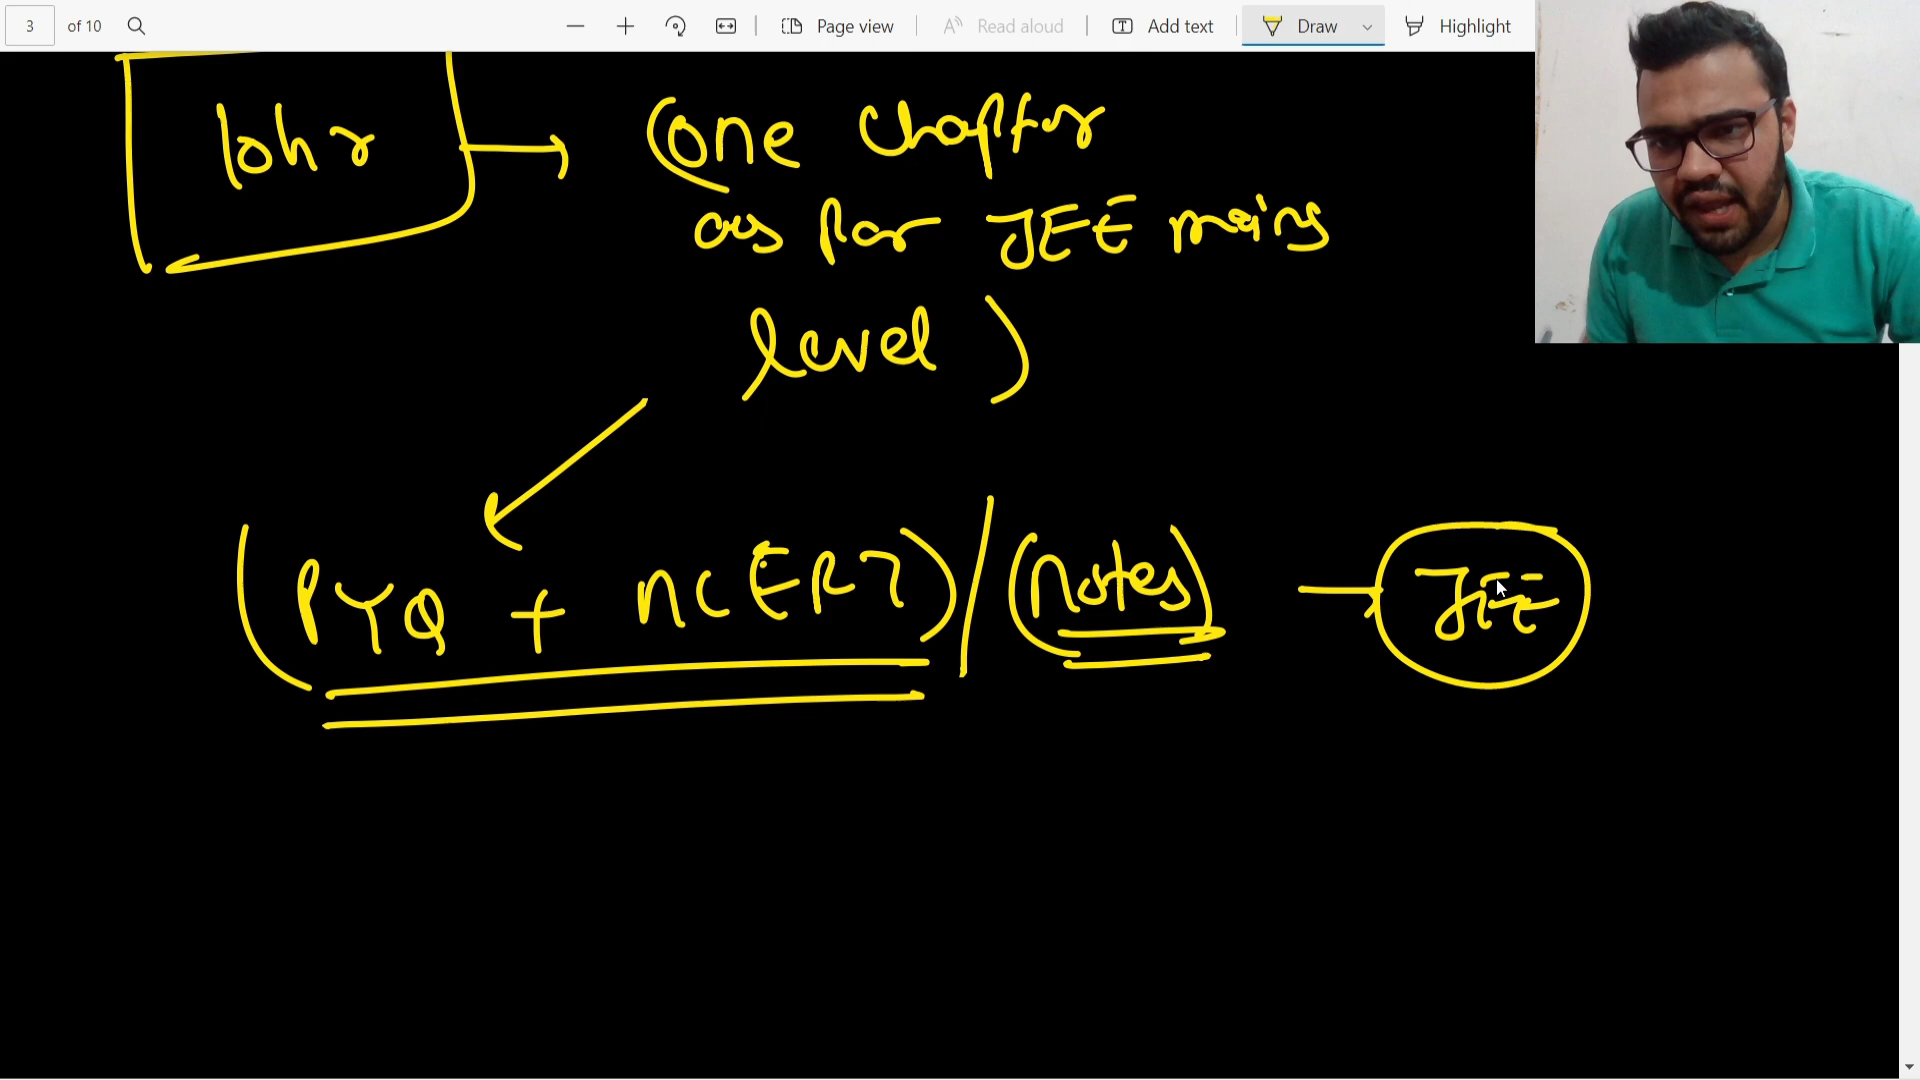 3 of 10 Page view Read aloud Add text Draw Highlight
10hr → (One chapter
as per JEE mains
level)
(PYQ + NCERT) / (Notes) → JEE